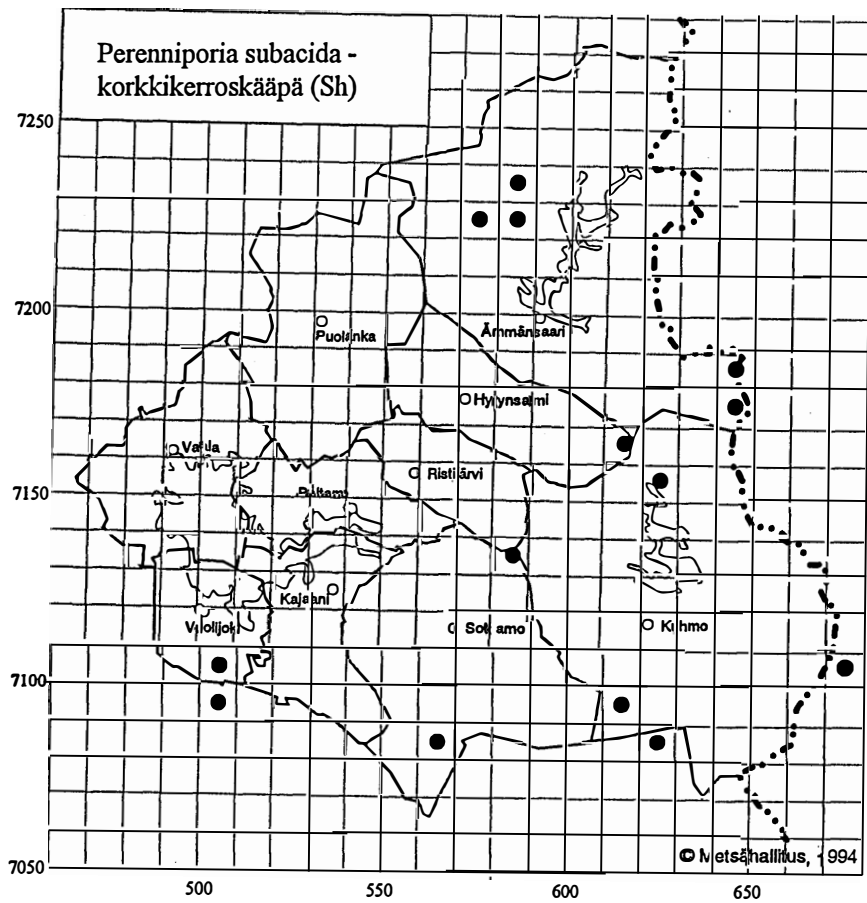 Perenniporia subacida -
korkkikerroskääpä (Sh)
7250
7200
Ämmänsaari
Puolanka
Hyrynsalmi
Vaala
Ristijärvi
7150
Paltamo
Kajaani
Vuolijoki
Sotkamo
Kuhmo
7100
7050
© Metsähallitus, 1994
500
550
600
650